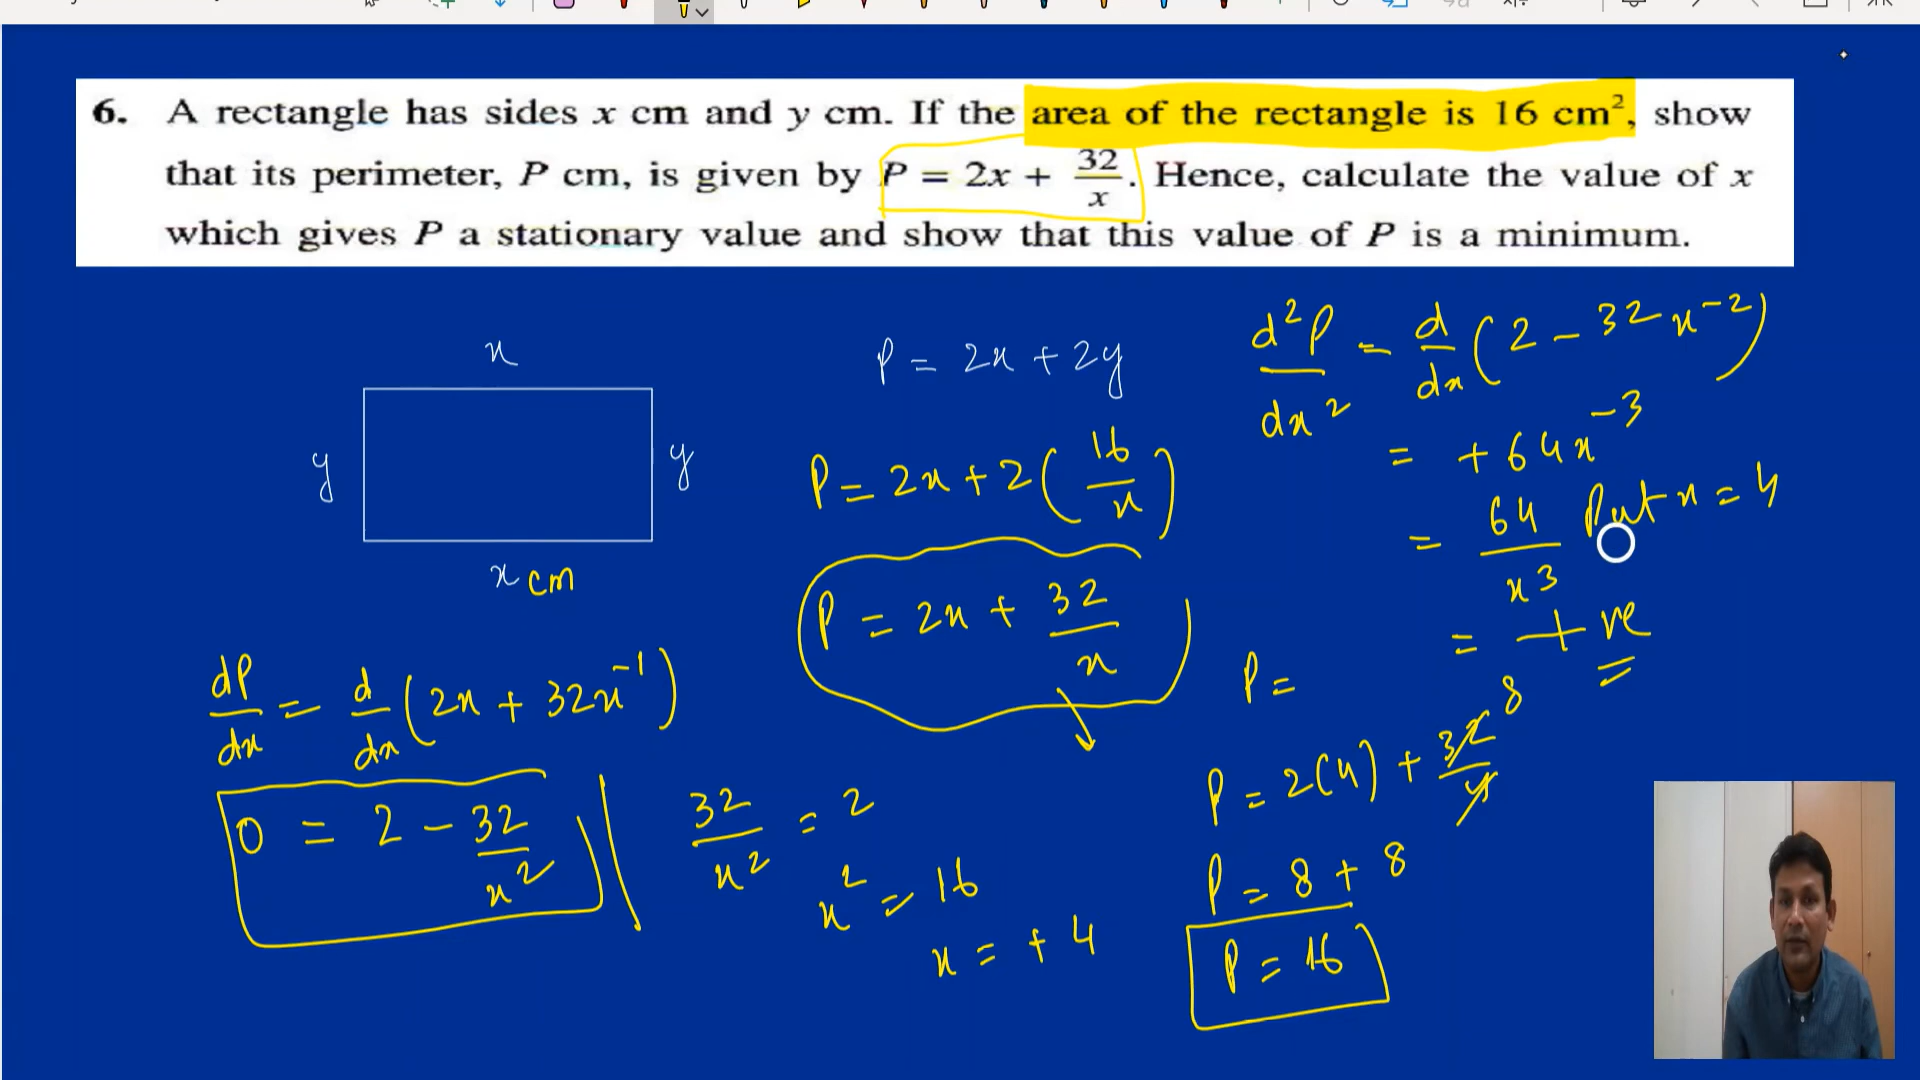 6. A rectangle has sides x cm and y cm. If the area of the rectangle is 16 cm², show
that its perimeter, P cm, is given by P = 2x + 32/x. Hence, calculate the value of x
which gives P a stationary value and show that this value of P is a minimum.
x
y
y
x cm
dP/dx = d/dx (2x + 32x⁻¹)
0 = 2 - 32/x²
32/x² = 2
x² = 16
x = + 4
P = 2x + 2y
P = 2x + 2(16/x)
P = 2x + 32/x
d²P/dx² = d/dx (2 - 32x⁻²)
= +64x⁻³
= 64/x³ Put x = 4
= +ve
P =
P = 2(4) + 32/4 8
P = 8 + 8
P = 16